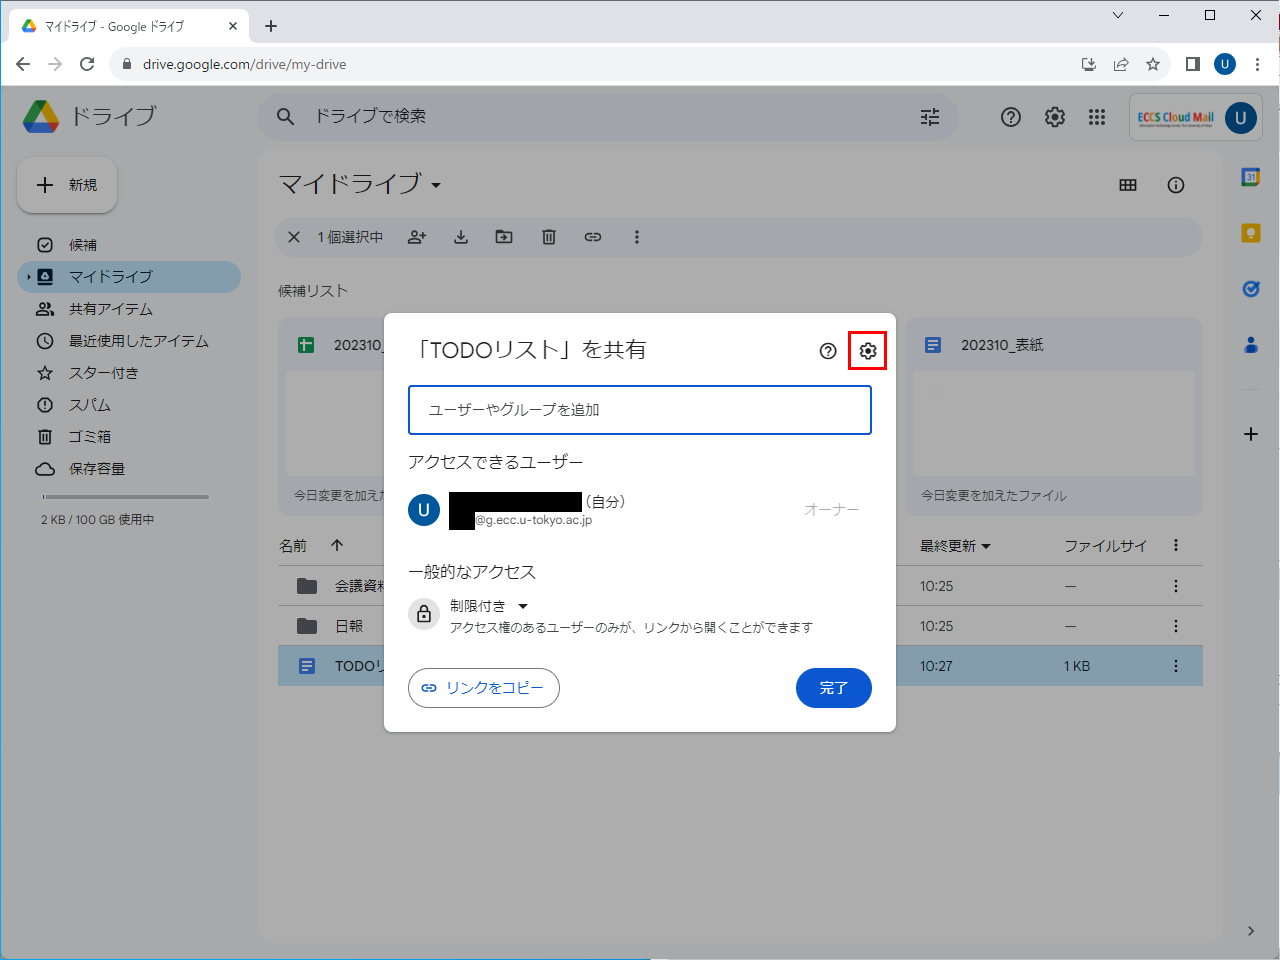 マイドライブ - Google ドライブ
drive.google.com/drive/my-drive
U
ドライブ
ドライブで検索
ECCS Cloud Mail
U
新規
マイドライブ
31
1 個選択中
候補
マイドライブ
共有アイテム
最近使用したアイテム
スター付き
スパム
ゴミ箱
保存容量
2 KB / 100 GB 使用中
候補リスト
202310_
202310_表紙
今日変更を加えた
今日変更を加えたファイル
名前
最終更新
ファイルサイ
会議資料
10:25
—
日報
10:25
—
TODOリ
10:27
1 KB
「TODOリスト」を共有
ユーザーやグループを追加
アクセスできるユーザー
U
（自分）
@g.ecc.u-tokyo.ac.jp
オーナー
一般的なアクセス
制限付き
アクセス権のあるユーザーのみが、リンクから開くことができます
リンクをコピー
完了